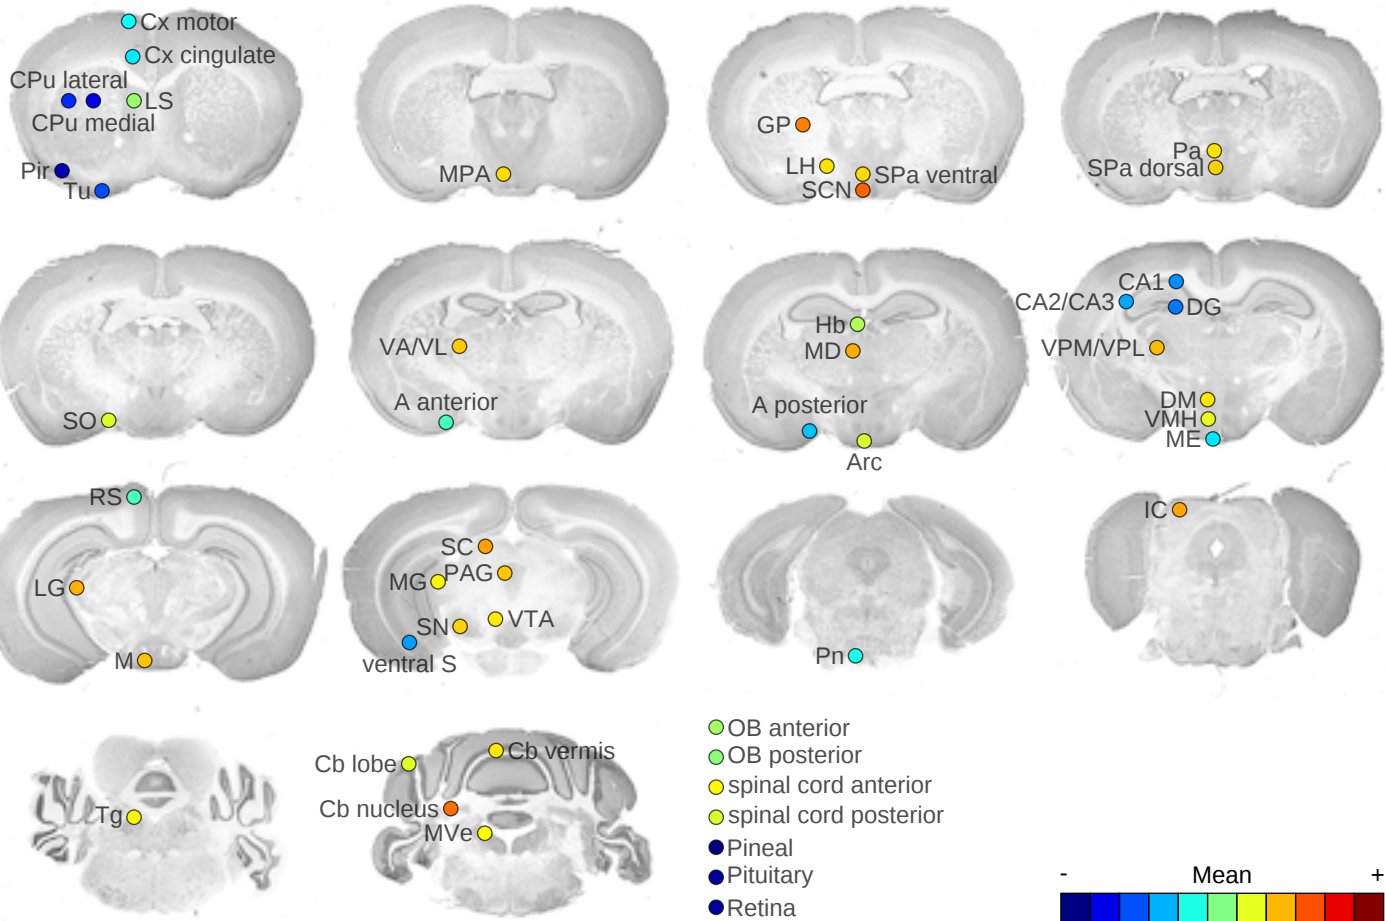 Cx motor
Cx cingulate
CPu lateral
LS
CPu medial
Pir
Tu
MPA
GP
LH
SPa ventral
SCN
Pa
SPa dorsal
SO
VA/VL
A anterior
Hb
MD
A posterior
Arc
CA1
CA2/CA3
DG
VPM/VPL
DM
VMH
ME
RS
LG
M
SC
MG
PAG
SN
VTA
ventral S
Pn
IC
Tg
Cb lobe
Cb vermis
Cb nucleus
MVe
OB anterior
OB posterior
spinal cord anterior
spinal cord posterior
Pineal
Pituitary
Retina
- Mean +